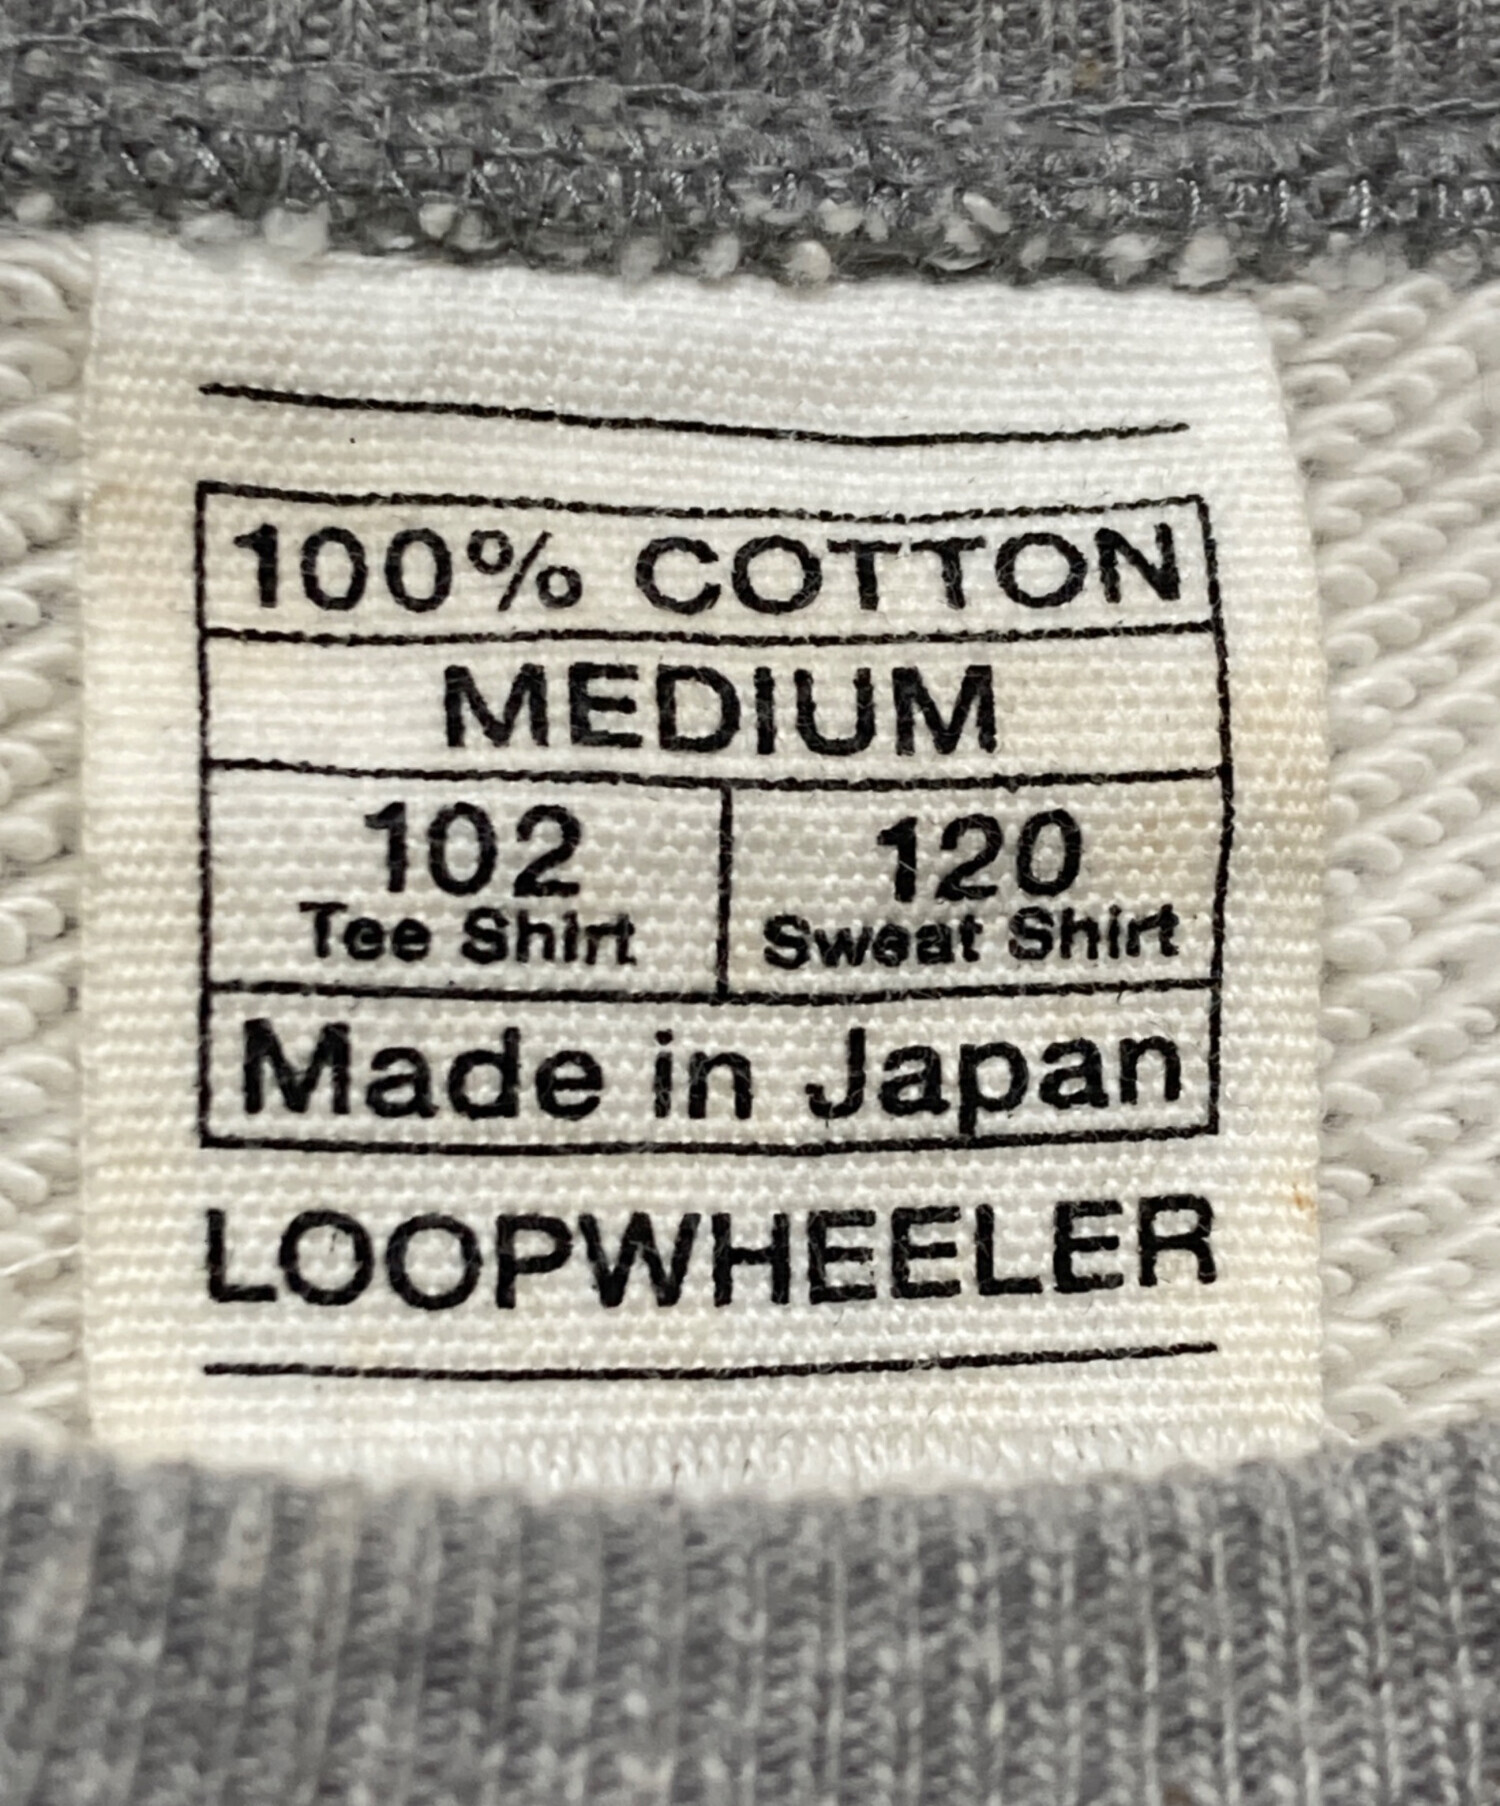 100% COTTON
MEDIUM
102
Tee Shirt
120
Sweat Shirt
Made in Japan
LOOPWHEELER